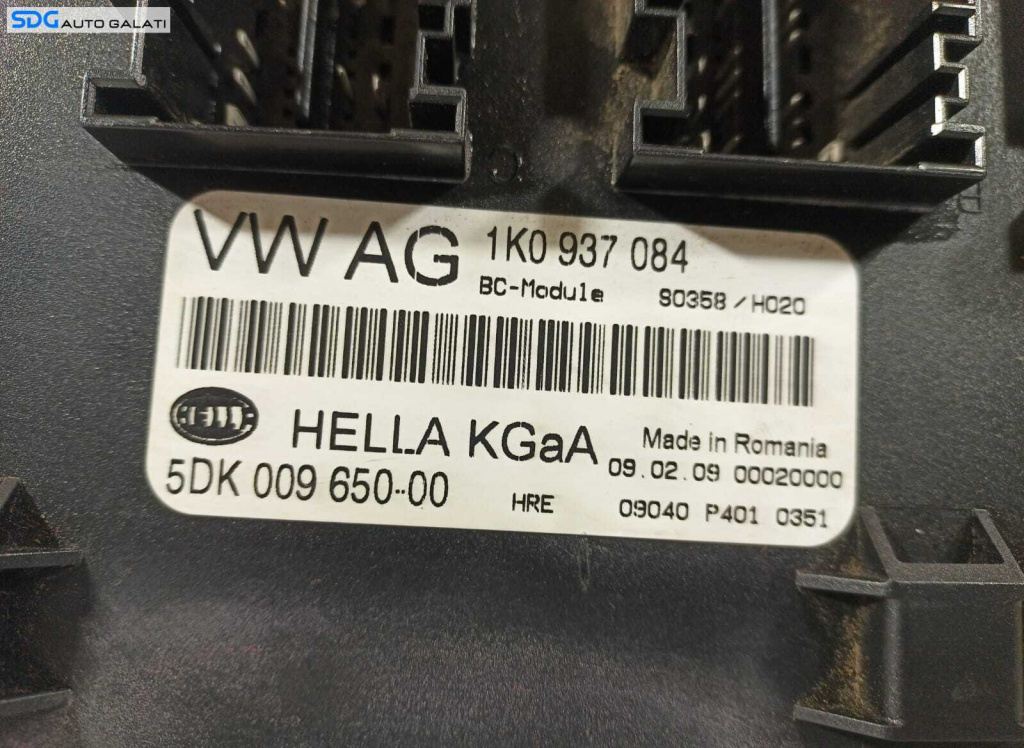 SDG AUTO GALATI
VW AG 1K0 937 084
BC-Module S0358 / H020
HELLA
HELLA KGaA Made in Romania
09.02.09 00020000
5DK 009 650-00 HRE 09040 P401 0351